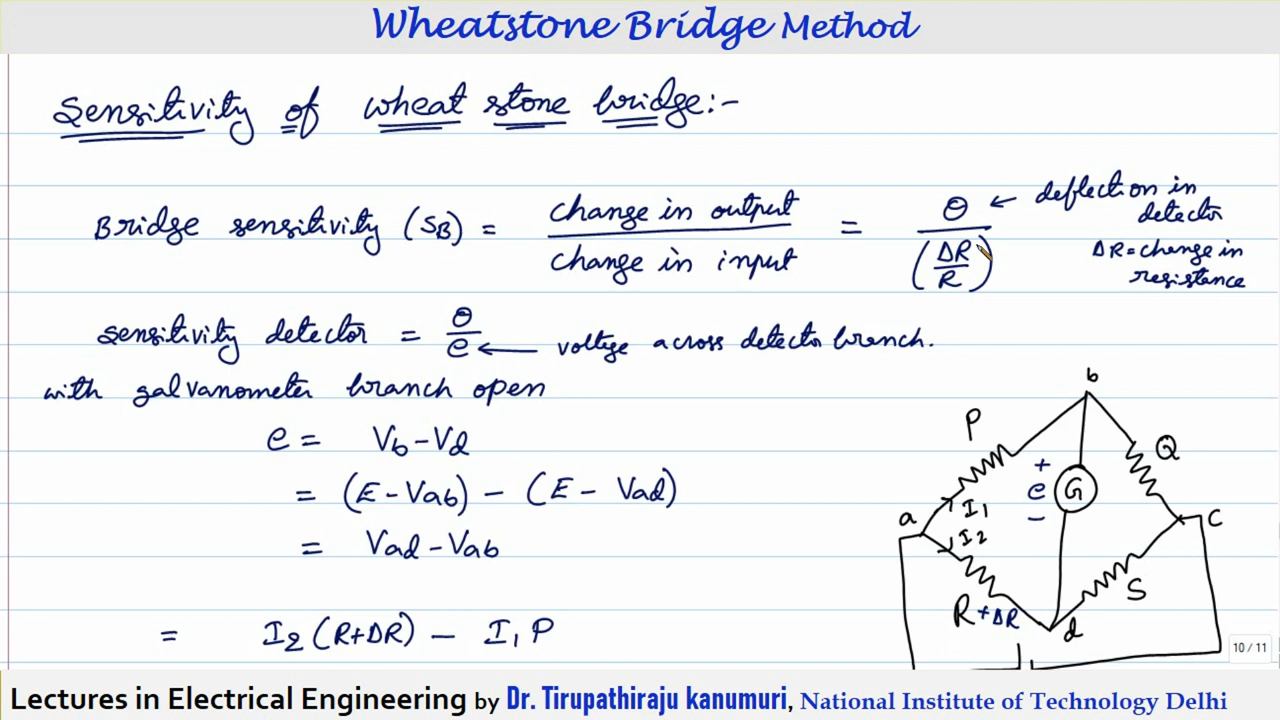 Wheatstone Bridge Method
Sensitivity of wheat stone bridge:-
Bridge sensitivity (SB) = change in output / change in input = θ / (ΔR/R) ← deflection in detector
ΔR = change in
resistance
Sensitivity detector = θ/e ← voltge across detector branch.
with galvanometer branch open
e = Vb - Vd
= (E - Vab) - (E - Vad)
= Vad - Vab
= I2 (R+ΔR) - I1 P
b
P
Q
+
e
G
-
a
I1
I2
c
S
R + ΔR
d
10 / 11
Lectures in Electrical Engineering by Dr. Tirupathiraju kanumuri, National Institute of Technology Delhi